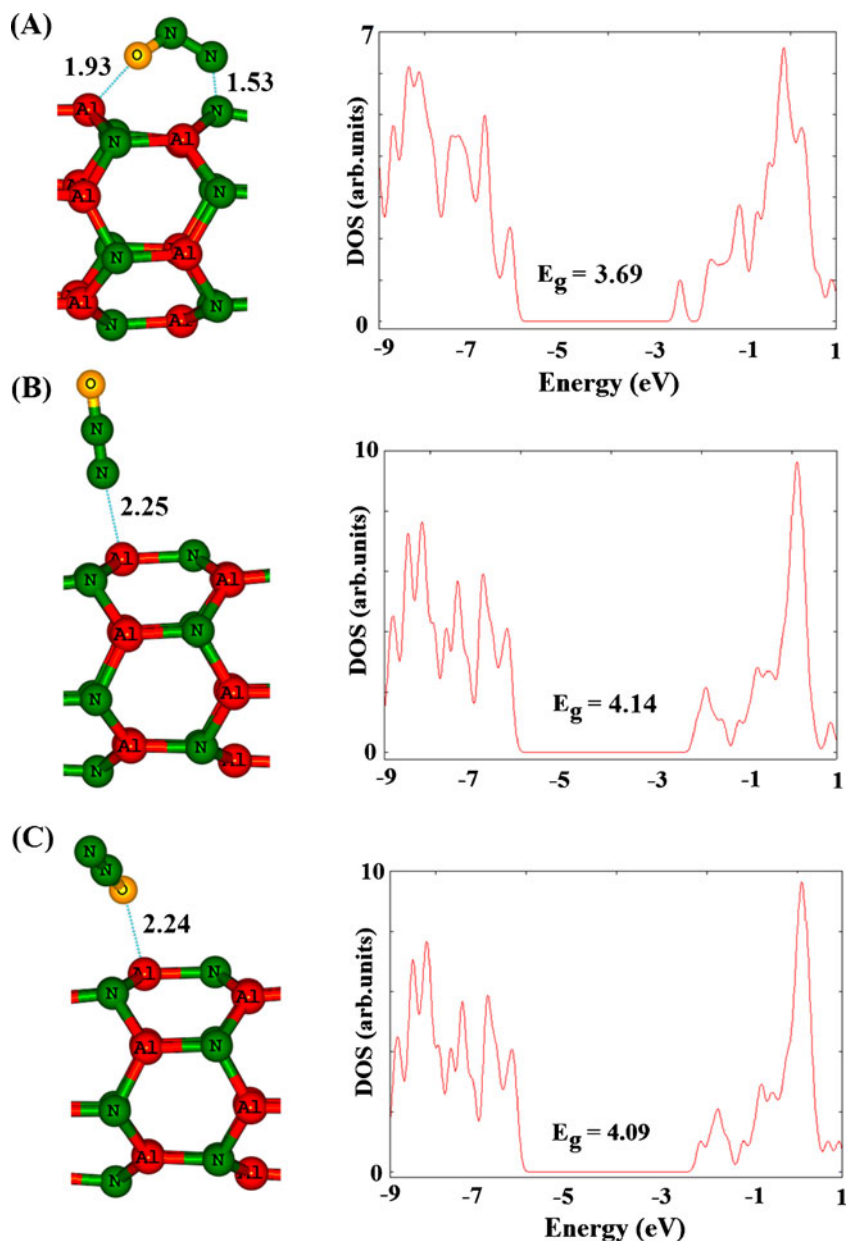 (A)
O N N
1.93
1.53
Al N
N Al
Al
Al N
N Al
Al
Al N
N Al
7
DOS (arb.units)
E_g = 3.69
0
-9 -7 -5 -3 -1 1
Energy (eV)
(B)
O
N
N
2.25
Al N
N Al
Al N
N Al
Al N
N Al
10
DOS (arb.units)
E_g = 4.14
0
-9 -7 -5 -3 -1 1
(C)
N
N
O
2.24
Al N
N Al
Al N
N Al
Al N
N Al
10
DOS (arb.units)
E_g = 4.09
0
-9 -7 -5 -3 -1 1
Energy (eV)